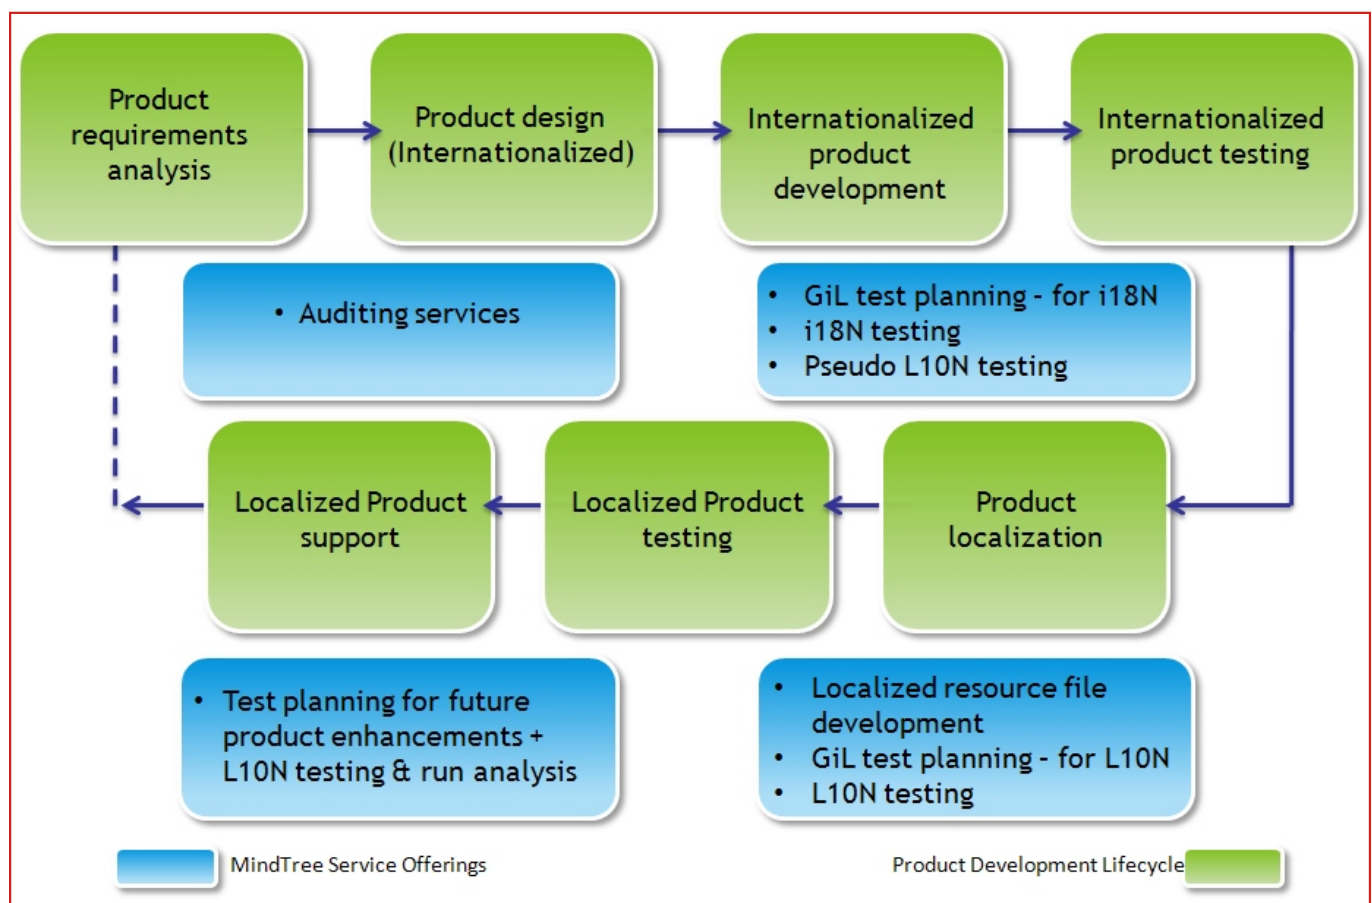 Product
requirements
analysis
Product design
(Internationalized)
Internationalized
product
development
Internationalized
product testing
• Auditing services
• GiL test planning – for i18N
• i18N testing
• Pseudo L10N testing
Localized Product
support
Localized Product
testing
Product
localization
• Test planning for future
product enhancements +
L10N testing & run analysis
• Localized resource file
development
• GiL test planning – for L10N
• L10N testing
MindTree Service Offerings
Product Development Lifecycle